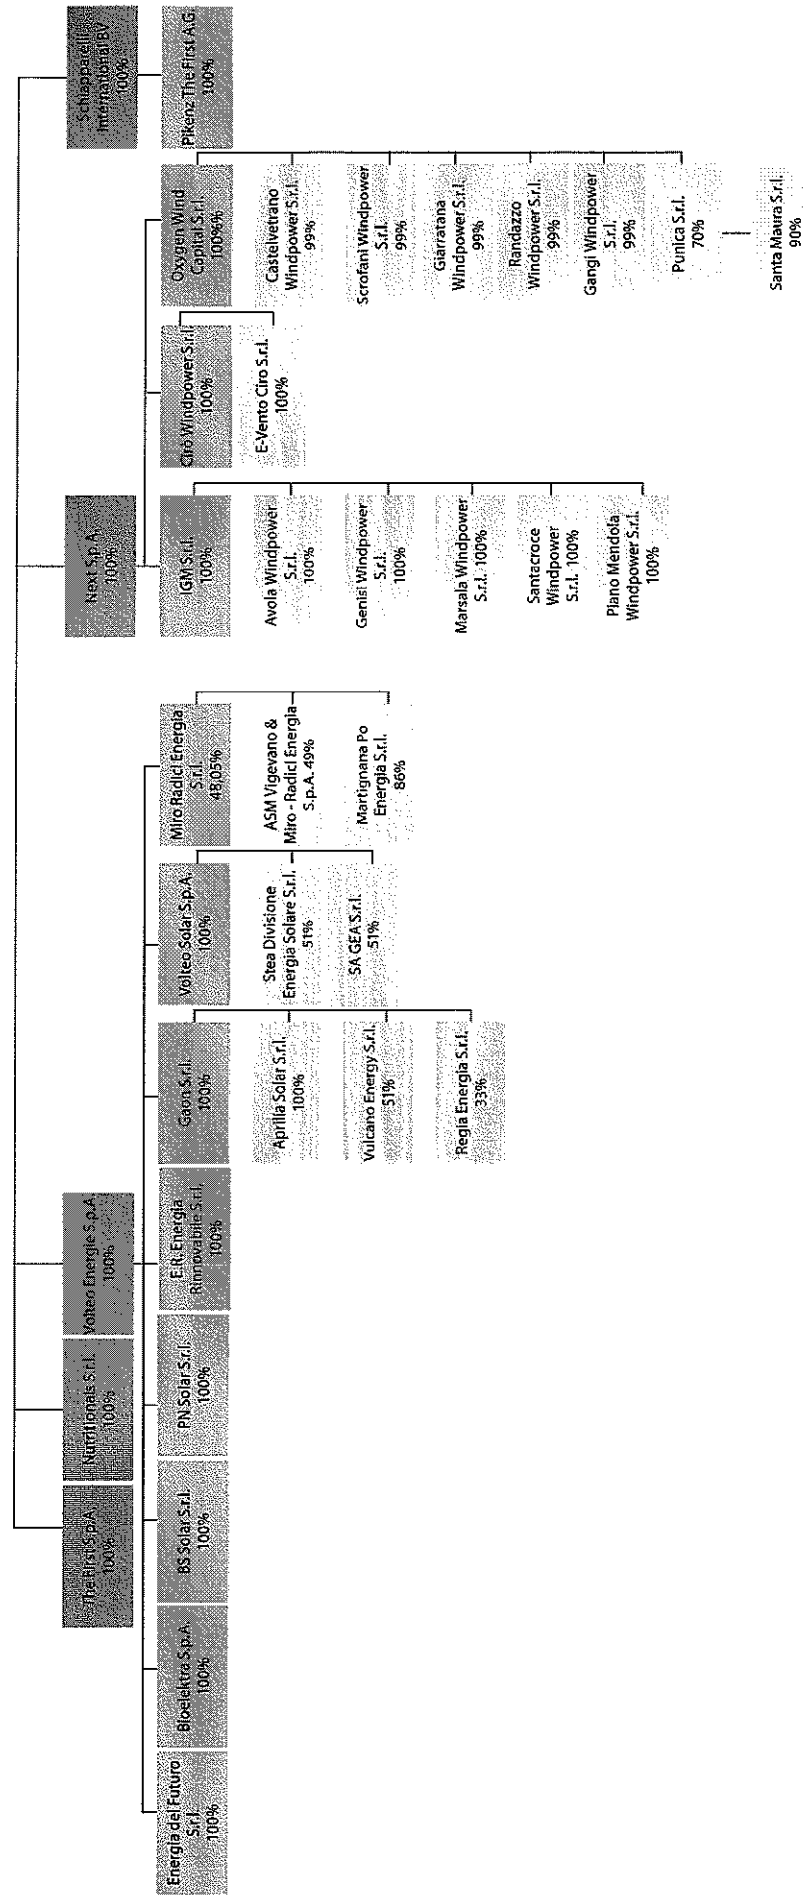 The First S.p.A.
100%
Nutritionals S.r.l.
100%
Volteo Energie S.p.A.
100%
Next S.p.A.
100%
Schiapparelli
International BV
100%
Energia del Futuro
S.r.l.
100%
Bioelektra S.p.A.
100%
BS Solar S.r.l.
100%
PN Solar S.r.l.
100%
E.R. Energia
Rinnovabile S.r.l.
100%
Gaon S.r.l.
100%
Aprilia Solar S.r.l.
100%
Vulcano Energy S.r.l.
51%
Regia Energia S.r.l.
33%
Volteo Solar S.p.A.
100%
Stea Divisione
Energia Solare S.r.l.
51%
SA GEA S.r.l.
51%
Miro Radici Energia
S.r.l.
48,05%
ASM Vigevano &
Miro - Radici Energia
S.p.A. 49%
Martignana Po
Energia S.r.l.
86%
IGM S.r.l.
100%
Avola Windpower
S.r.l.
100%
Genisi Windpower
S.r.l.
100%
Marsala Windpower
S.r.l. 100%
Santacroce
Windpower
S.r.l. 100%
Piano Mendola
Windpower S.r.l.
100%
Cirò Windpower S.r.l.
100%
E-Vento Ciro S.r.l.
100%
Oxygen Wind
Capital S.r.l.
100%%
Castelvetrano
Windpower S.r.l.
99%
Scrofani Windpower
S.r.l.
99%
Giarratana
Windpower S.r.l.
99%
Randazzo
Windpower S.r.l.
99%
Gangi Windpower
S.r.l.
99%
Punica S.r.l.
70%
Santa Maura S.r.l.
90%
Pikenz The First A.G.
100%